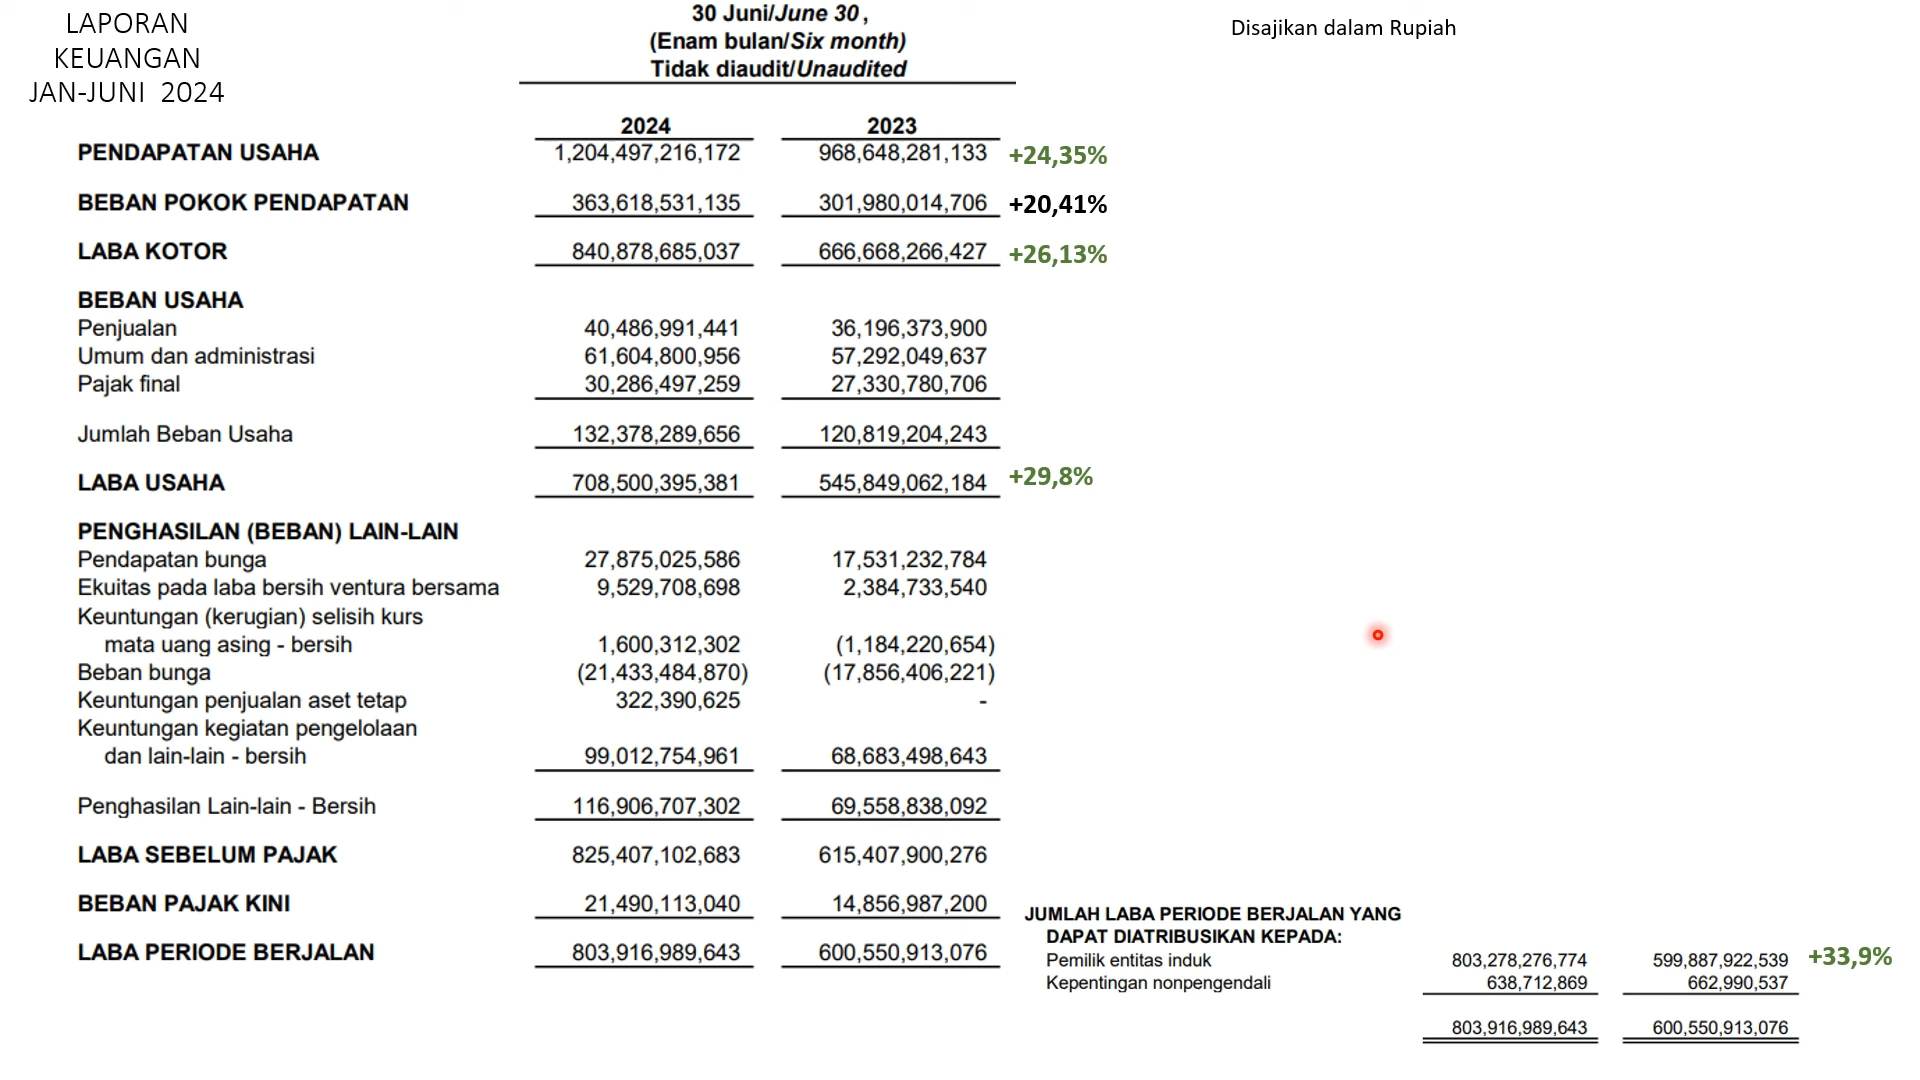 LAPORAN
KEUANGAN
JAN-JUNI 2024
30 Juni/June 30,
(Enam bulan/Six month)
Tidak diaudit/Unaudited
Disajikan dalam Rupiah
2024 2023
PENDAPATAN USAHA 1,204,497,216,172 968,648,281,133 +24,35%
BEBAN POKOK PENDAPATAN 363,618,531,135 301,980,014,706 +20,41%
LABA KOTOR 840,878,685,037 666,668,266,427 +26,13%
BEBAN USAHA
Penjualan 40,486,991,441 36,196,373,900
Umum dan administrasi 61,604,800,956 57,292,049,637
Pajak final 30,286,497,259 27,330,780,706
Jumlah Beban Usaha 132,378,289,656 120,819,204,243
LABA USAHA 708,500,395,381 545,849,062,184 +29,8%
PENGHASILAN (BEBAN) LAIN-LAIN
Pendapatan bunga 27,875,025,586 17,531,232,784
Ekuitas pada laba bersih ventura bersama 9,529,708,698 2,384,733,540
Keuntungan (kerugian) selisih kurs
mata uang asing - bersih 1,600,312,302 (1,184,220,654)
Beban bunga (21,433,484,870) (17,856,406,221)
Keuntungan penjualan aset tetap 322,390,625 -
Keuntungan kegiatan pengelolaan
dan lain-lain - bersih 99,012,754,961 68,683,498,643
Penghasilan Lain-lain - Bersih 116,906,707,302 69,558,838,092
LABA SEBELUM PAJAK 825,407,102,683 615,407,900,276
BEBAN PAJAK KINI 21,490,113,040 14,856,987,200
LABA PERIODE BERJALAN 803,916,989,643 600,550,913,076
JUMLAH LABA PERIODE BERJALAN YANG
DAPAT DIATRIBUSIKAN KEPADA:
Pemilik entitas induk 803,278,276,774 599,887,922,539 +33,9%
Kepentingan nonpengendali 638,712,869 662,990,537
803,916,989,643 600,550,913,076